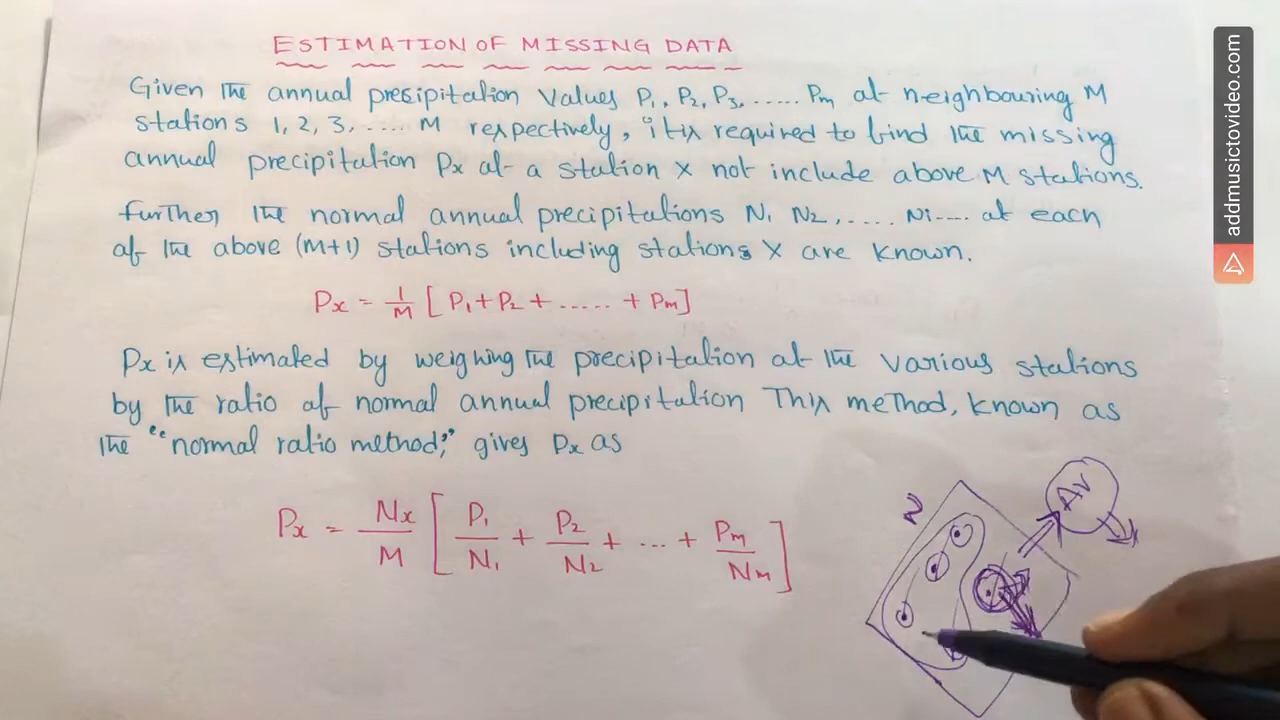 ESTIMATION OF MISSING DATA
Given the annual presipitation values P1, P2, P3, ..... Pm at neighbouring M
stations 1, 2, 3, .... M respectively, it is required to find the missing
annual precipitation Px at a station x not include above M stations.
further, the normal annual precipitations N1 N2, .... Ni.... at each
of the above (M+1) stations including stations X are known.
Px = 1/M [P1 + P2 + ..... + Pm]
Px is estimated by weighing the precipitation at the various stations
by the ratio of normal annual precipitation This method, known as
the "normal ratio method," gives Px as
Px = Nx/M [P1/N1 + P2/N2 + ... + Pm/Nm]
2
AV
addmusictovideo.com